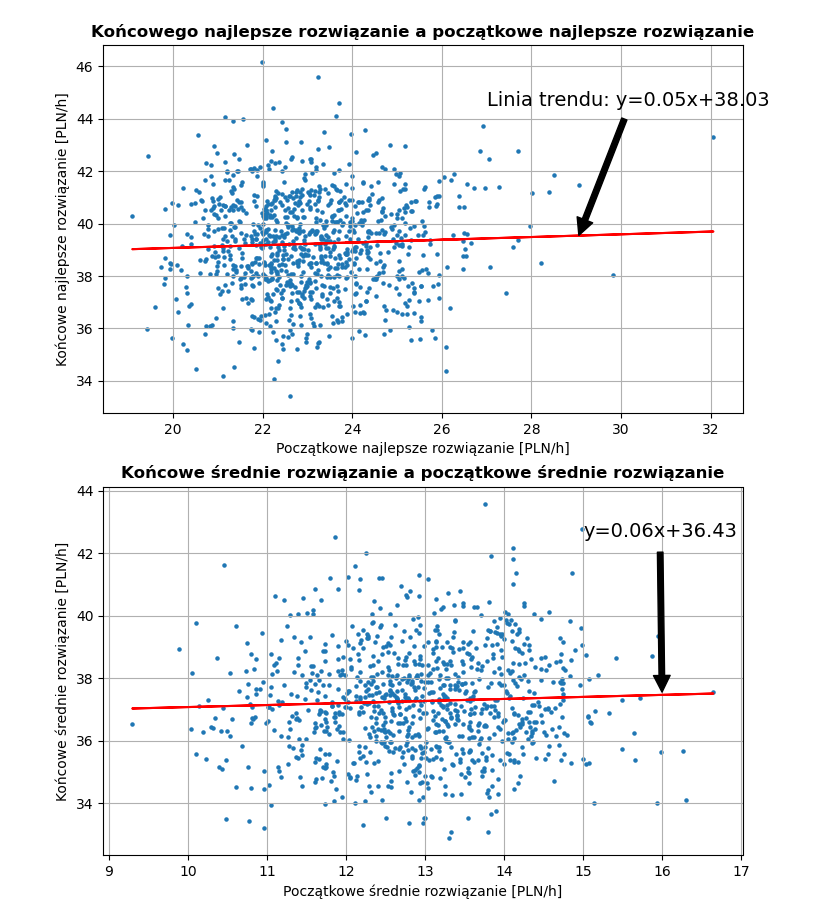 Końcowego najlepsze rozwiązanie a początkowe najlepsze rozwiązanie
Końcowe najlepsze rozwiązanie [PLN/h]
46
44
42
40
38
36
34
Linia trendu: y=0.05x+38.03
20 22 24 26 28 30 32
Początkowe najlepsze rozwiązanie [PLN/h]
Końcowe średnie rozwiązanie a początkowe średnie rozwiązanie
Końcowe średnie rozwiązanie [PLN/h]
44
42
40
38
36
34
y=0.06x+36.43
9 10 11 12 13 14 15 16 17
Początkowe średnie rozwiązanie [PLN/h]